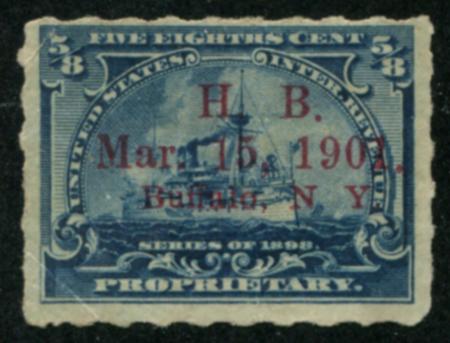 FIVE EIGHTHS CENT
5/8 5/8
UNITED STATES INTER. REVENUE
H. B.
Mar. 15, 1901.
Buffalo, N Y
SERIES OF 1898.
PROPRIETARY.